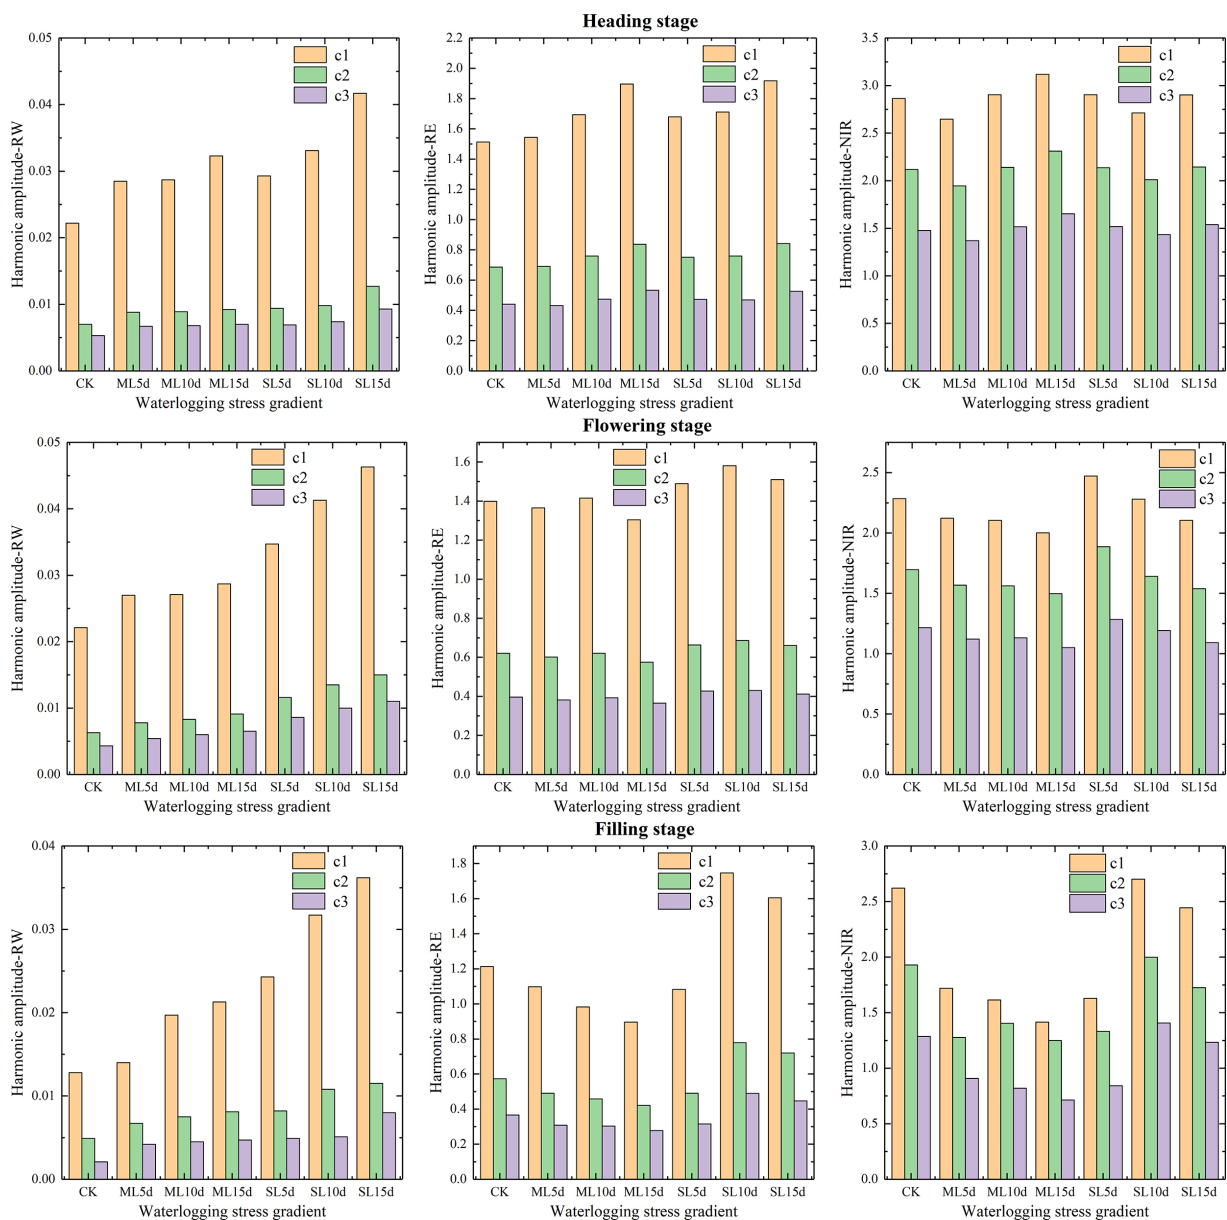 Heading stage
0.05
0.04
0.03
0.02
0.01
0.00
Harmonic amplitude-RW
c1
c2
c3
CK ML5d ML10d ML15d SL5d SL10d SL15d
Waterlogging stress gradient
2.2
2.0
1.8
1.6
1.4
1.2
1.0
0.8
0.6
0.4
0.2
0.0
Harmonic amplitude-RE
c1
c2
c3
CK ML5d ML10d ML15d SL5d SL10d SL15d
Waterlogging stress gradient
3.5
3.0
2.5
2.0
1.5
1.0
0.5
0.0
Harmonic amplitude-NIR
c1
c2
c3
CK ML5d ML10d ML15d SL5d SL10d SL15d
Waterlogging stress gradient
Flowering stage
0.05
0.04
0.03
0.02
0.01
0.00
Harmonic amplitude-RW
c1
c2
c3
CK ML5d ML10d ML15d SL5d SL10d SL15d
Waterlogging stress gradient
1.6
1.4
1.2
1.0
0.8
0.6
0.4
0.2
0.0
Harmonic amplitude-RE
c1
c2
c3
CK ML5d ML10d ML15d SL5d SL10d SL15d
Waterlogging stress gradient
2.5
2.0
1.5
1.0
0.5
0.0
Harmonic amplitude-NIR
c1
c2
c3
CK ML5d ML10d ML15d SL5d SL10d SL15d
Waterlogging stress gradient
Filling stage
0.04
0.03
0.02
0.01
0.00
Harmonic amplitude-RW
c1
c2
c3
CK ML5d ML10d ML15d SL5d SL10d SL15d
Waterlogging stress gradient
1.8
1.6
1.4
1.2
1.0
0.8
0.6
0.4
0.2
0.0
Harmonic amplitude-RE
c1
c2
c3
CK ML5d ML10d ML15d SL5d SL10d SL15d
Waterlogging stress gradient
3.0
2.5
2.0
1.5
1.0
0.5
0.0
Harmonic amplitude-NIR
c1
c2
c3
CK ML5d ML10d ML15d SL5d SL10d SL15d
Waterlogging stress gradient